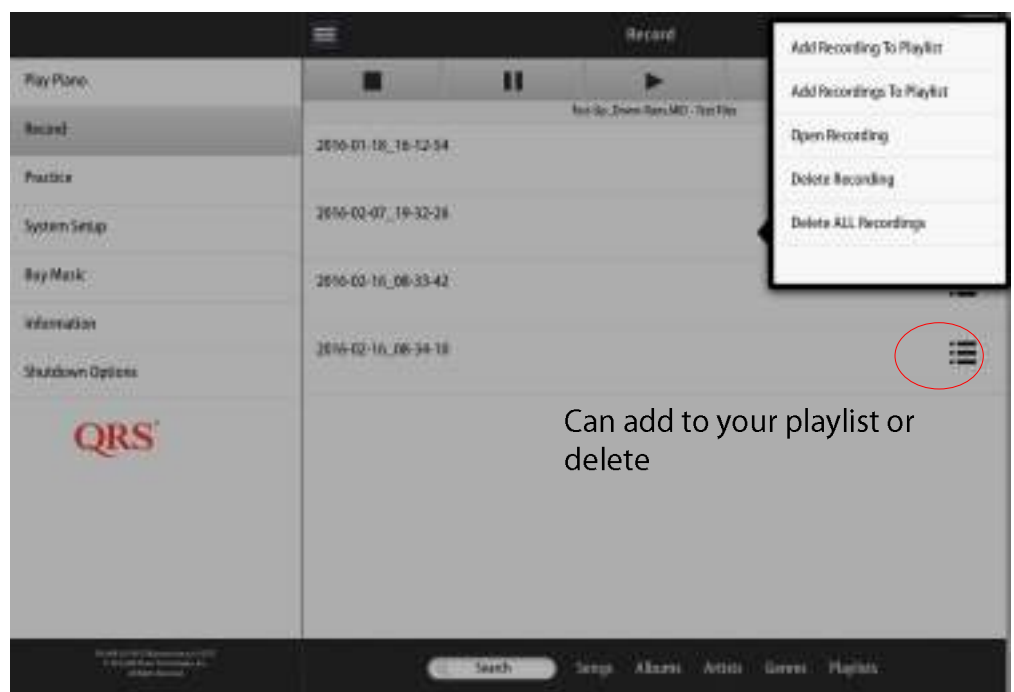 Record
Play Piano
Record
Practice
System Setup
Buy Music
Information
Shutdown Options
QRS
2016-01-18_16-12-54
2016-02-07_19-32-26
2016-02-16_08-33-42
2016-02-16_08-34-18
Add Recording To Playlist
Add Recordings To Playlist
Open Recording
Delete Recording
Delete ALL Recordings
Can add to your playlist or
delete
Search Songs Albums Artists Genres Playlists